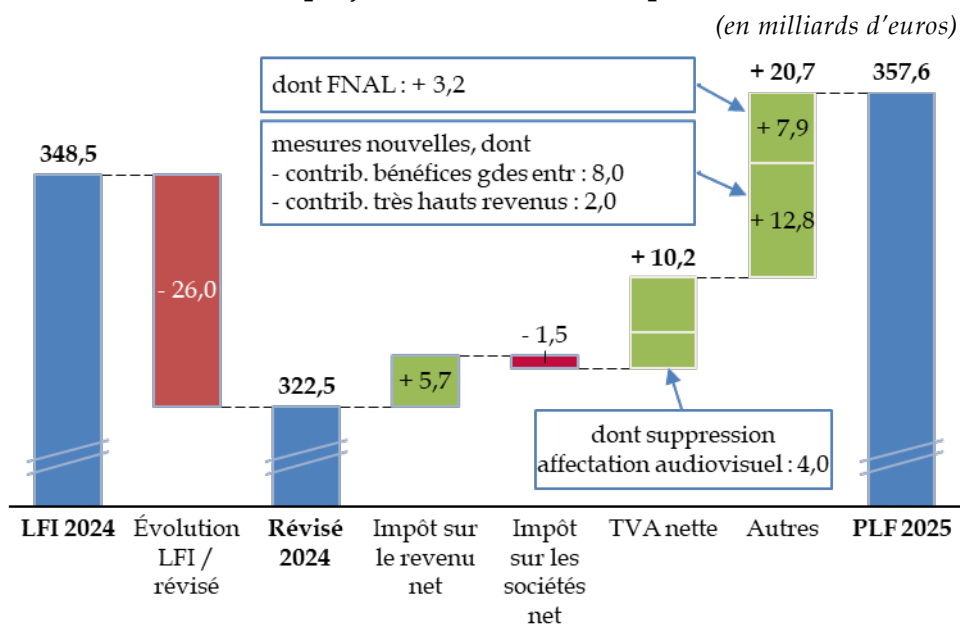 (en milliards d'euros)
dont FNAL : + 3,2
+ 20,7
357,6
+ 7,9
mesures nouvelles, dont
- contrib. bénéfices gdes entr : 8,0
- contrib. très hauts revenus : 2,0
348,5
+ 12,8
+ 10,2
- 26,0
- 1,5
322,5
+ 5,7
dont suppression
affectation audiovisuel : 4,0
LFI 2024
Évolution
LFI /
révisé
Révisé
2024
Impôt sur
le revenu
net
Impôt
sur les
sociétés
net
TVA nette
Autres
PLF 2025